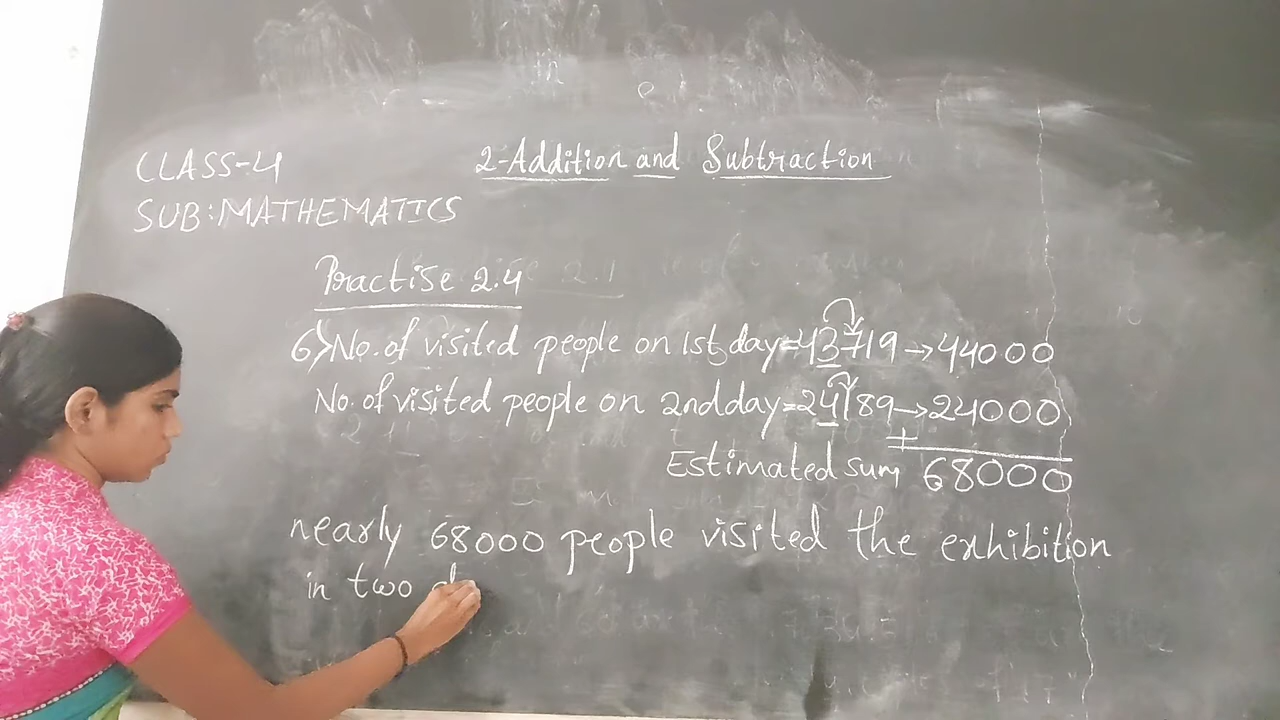 CLASS-4
2-Addition and Subtraction
SUB:MATHEMATICS
Practise 2.4
6) No. of visited people on 1st day=43719→44000
No. of visited people on 2nd day=24189→24000
+
Estimated sum 68000
nearly 68000 people visited the exhibition
in two